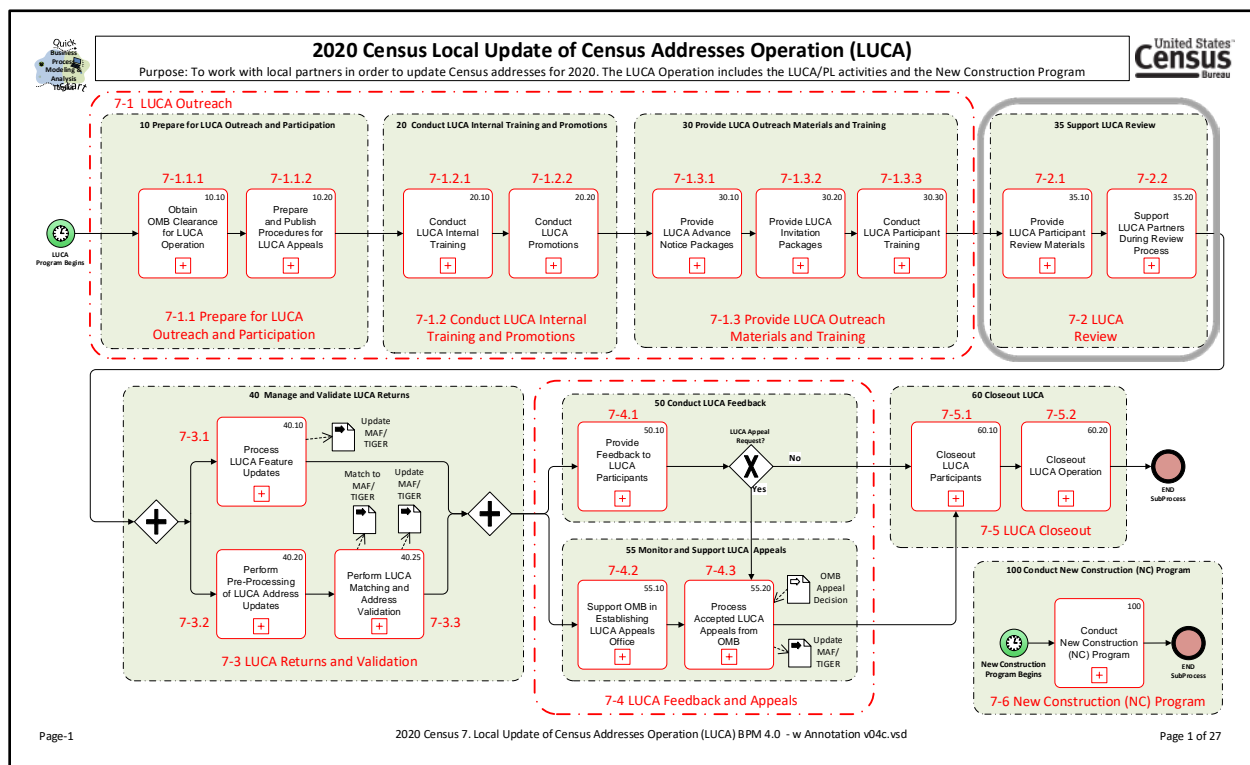 Quick
Business
Process
Modeling &
Analysis
Start
2020 Census Local Update of Census Addresses Operation (LUCA)
Purpose: To work with local partners in order to update Census addresses for 2020. The LUCA Operation includes the LUCA/PL activities and the New Construction Program
United States
Census
Bureau
7-1 LUCA Outreach
10 Prepare for LUCA Outreach and Participation
20 Conduct LUCA Internal Training and Promotions
30 Provide LUCA Outreach Materials and Training
35 Support LUCA Review
7-1.1.1
7-1.1.2
7-1.2.1
7-1.2.2
7-1.3.1
7-1.3.2
7-1.3.3
7-2.1
7-2.2
LUCA
Program Begins
10.10
Obtain
OMB Clearance
for LUCA
Operation
10.20
Prepare
and Publish
Procedures for
LUCA Appeals
20.10
Conduct
LUCA Internal
Training
20.20
Conduct
LUCA
Promotions
30.10
Provide
LUCA Advance
Notice Packages
30.20
Provide LUCA
Invitation
Packages
30.30
Conduct
LUCA Participant
Training
35.10
Provide
LUCA Participant
Review Materials
35.20
Support
LUCA Partners
During Review
Process
7-1.1 Prepare for LUCA
Outreach and Participation
7-1.2 Conduct LUCA Internal
Training and Promotions
7-1.3 Provide LUCA Outreach
Materials and Training
7-2 LUCA
Review
40 Manage and Validate LUCA Returns
7-3.1
40.10
Process
LUCA Feature
Updates
Update
MAF/
TIGER
Match to
MAF/
TIGER
Update
MAF/
TIGER
40.20
Perform
Pre-Processing
of LUCA Address
Updates
40.25
Perform LUCA
Matching and
Address
Validation
7-3.2
7-3.3
7-3 LUCA Returns and Validation
50 Conduct LUCA Feedback
7-4.1
50.10
Provide
Feedback to
LUCA
Participants
LUCA Appeal
Request?
No
Yes
55 Monitor and Support LUCA Appeals
7-4.2
7-4.3
55.10
Support OMB in
Establishing
LUCA Appeals
Office
55.20
Process
Accepted LUCA
Appeals from
OMB
OMB
Appeal
Decision
Update
MAF/
TIGER
7-4 LUCA Feedback and Appeals
60 Closeout LUCA
7-5.1
7-5.2
60.10
Closeout
LUCA
Participants
60.20
Closeout
LUCA Operation
END
SubProcess
7-5 LUCA Closeout
100 Conduct New Construction (NC) Program
New Construction
Program Begins
100
Conduct
New Construction
(NC) Program
END
SubProcess
7-6 New Construction (NC) Program
Page-1
2020 Census 7. Local Update of Census Addresses Operation (LUCA) BPM 4.0 - w Annotation v04c.vsd
Page 1 of 27